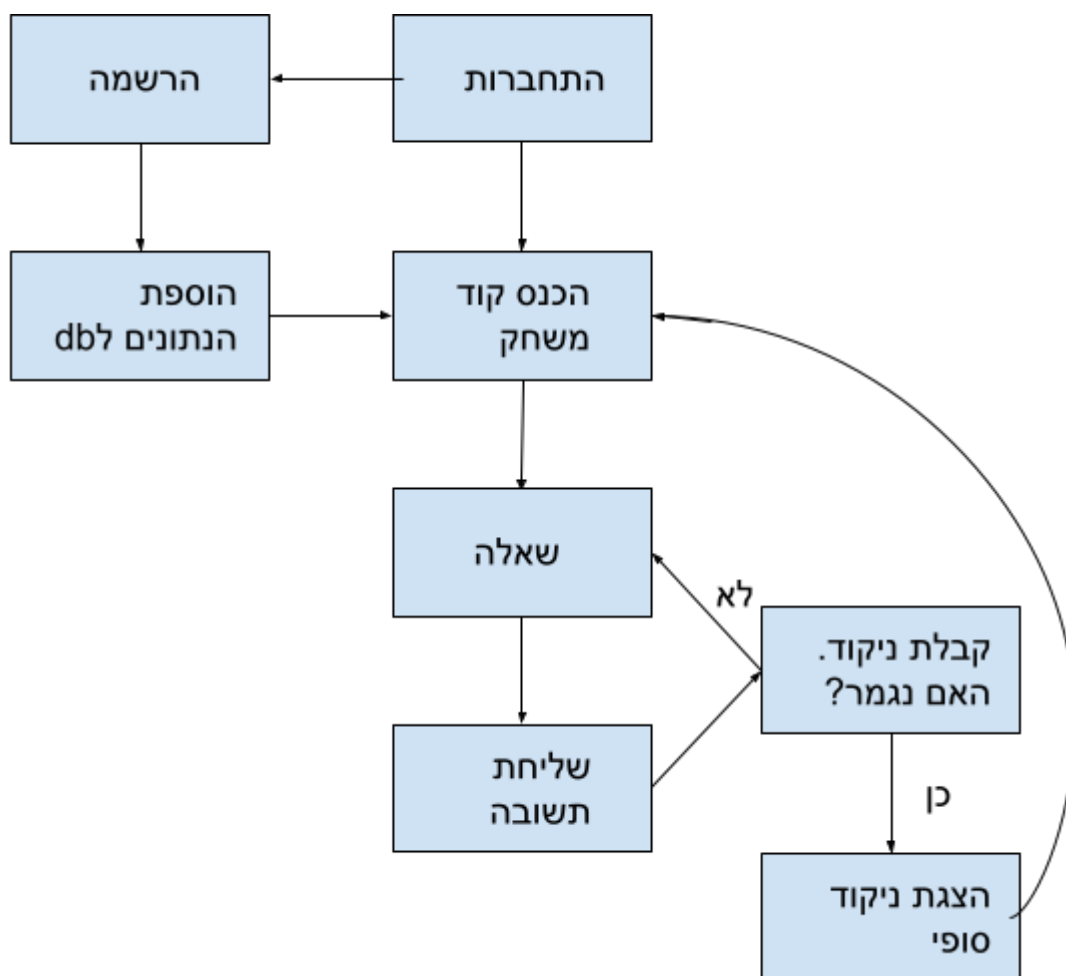 התחברות
הרשמה
הכנס קוד
משחק
הוספת
הנתונים לdb
שאלה
לא
קבלת ניקוד.
האם נגמר?
שליחת
תשובה
כן
הצגת ניקוד
סופי